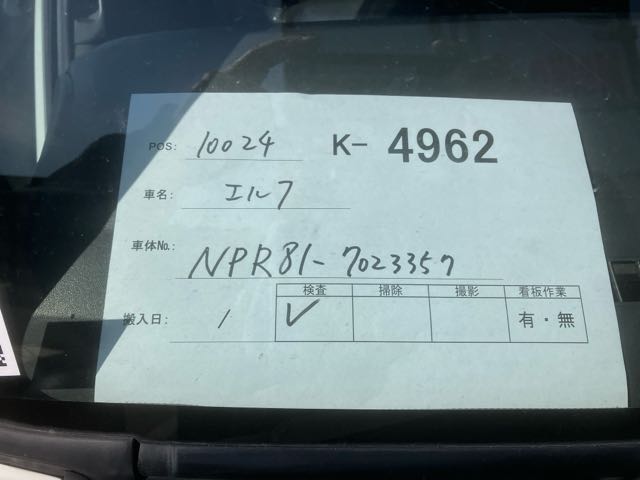 POS: 10024 K- 4962
車名: エルフ
車体No.: NPR81-7023357
検査 掃除 撮影 看板作業
搬入日: / ✓ 有・無